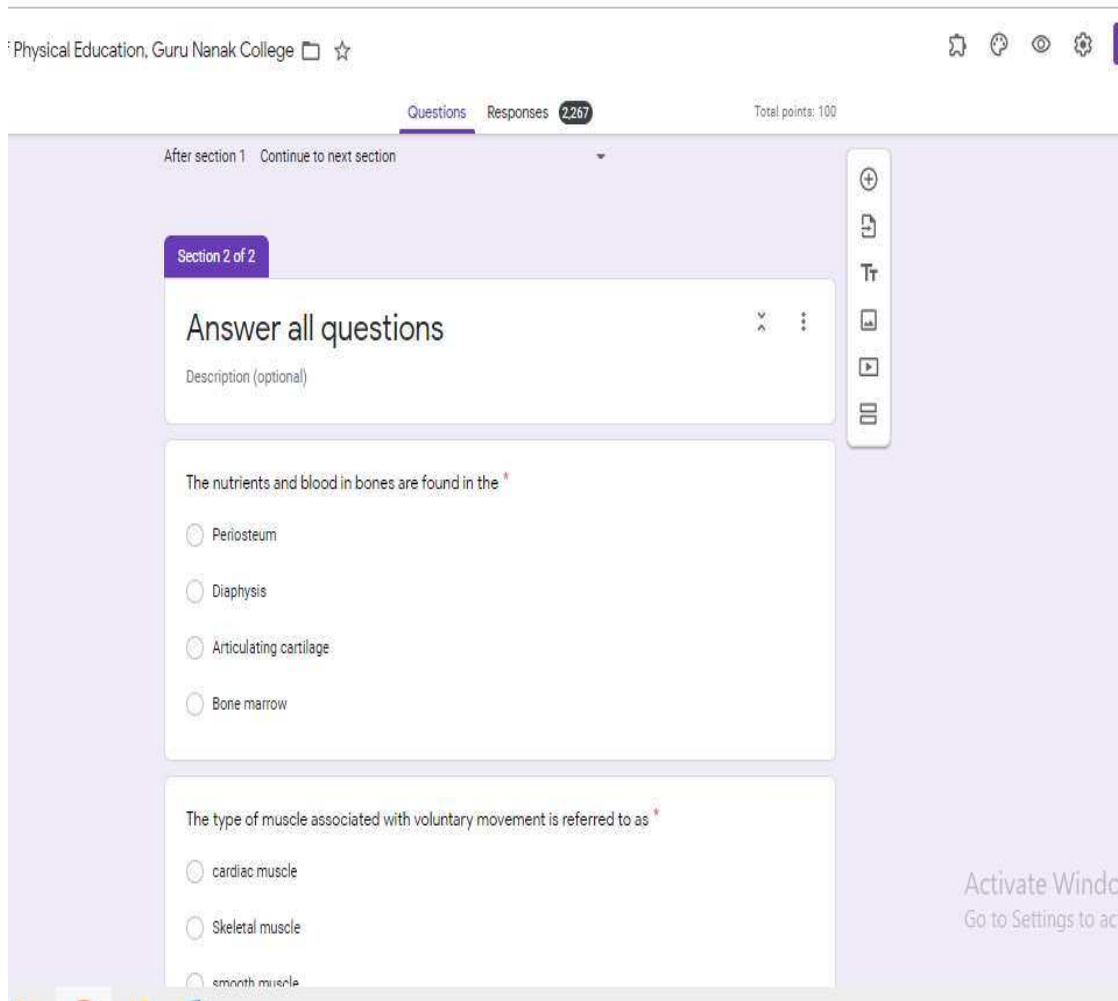 Physical Education, Guru Nanak College
Questions Responses 2,267 Total points: 100
After section 1 Continue to next section
Section 2 of 2
Tт
Answer all questions
Description (optional)
The nutrients and blood in bones are found in the *
Periosteum
Diaphysis
Articulating cartilage
Bone marrow
The type of muscle associated with voluntary movement is referred to as *
cardiac muscle
Skeletal muscle
smooth muscle
Activate Windo
Go to Settings to ac